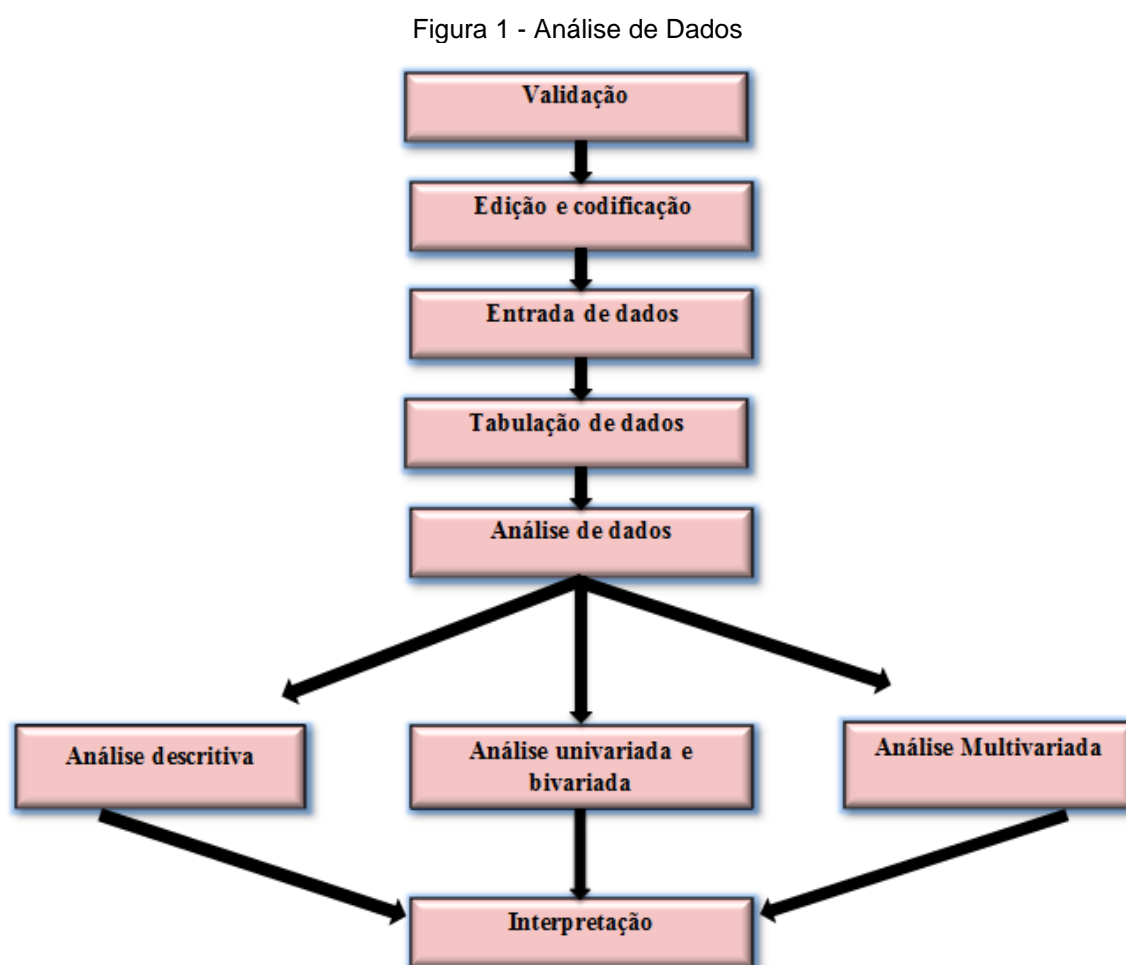 Figura 1 - Análise de Dados
Validação
Edição e codificação
Entrada de dados
Tabulação de dados
Análise de dados
Análise descritiva
Análise univariada e
bivariada
Análise Multivariada
Interpretação